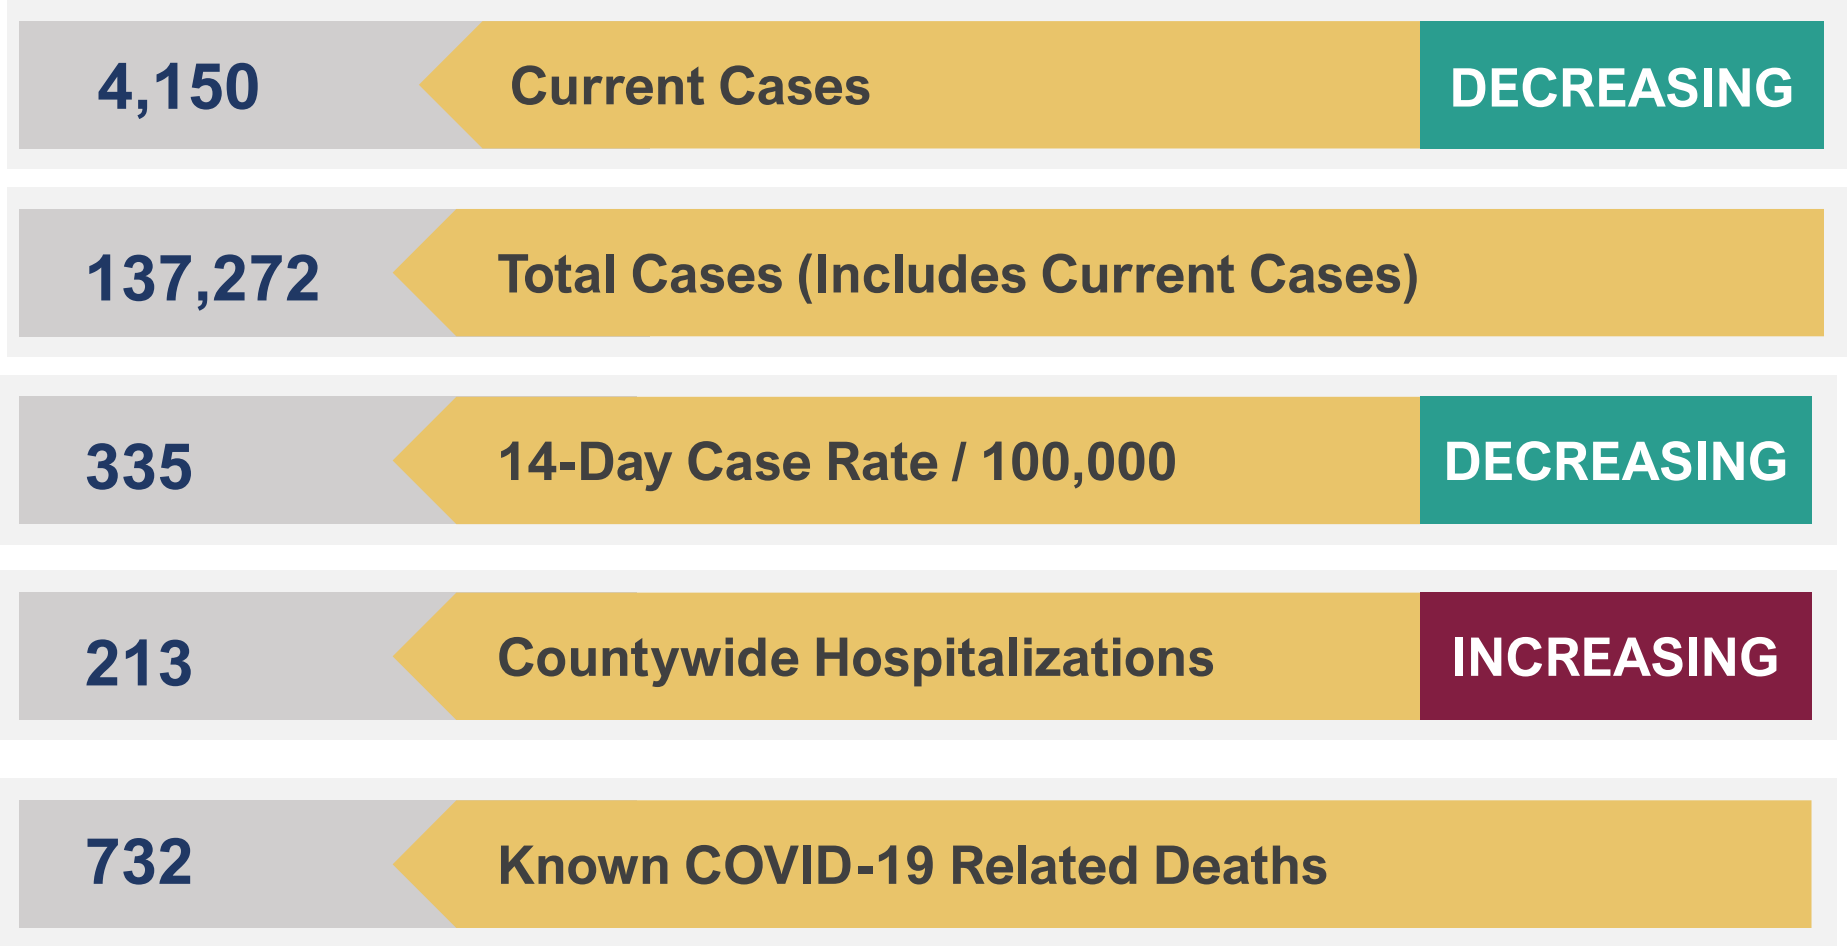 4,150 Current Cases DECREASING
137,272 Total Cases (Includes Current Cases)
335 14-Day Case Rate / 100,000 DECREASING
213 Countywide Hospitalizations INCREASING
732 Known COVID-19 Related Deaths